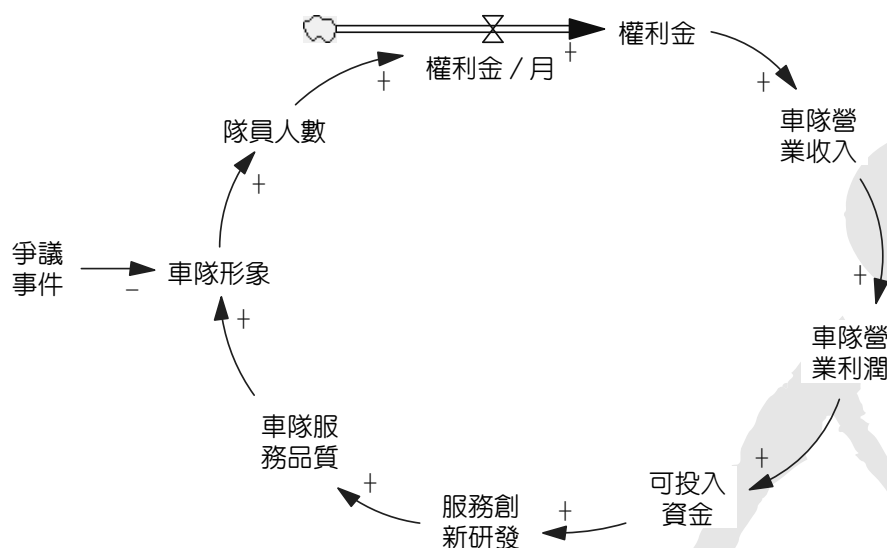 權利金
權利金/月
+
+
+
車隊營
業收入
隊員人數
+
爭議
事件
−
車隊形象
+
+
車隊營
業利潤
車隊服
務品質
+
+
可投入
資金
服務創
新研發
+